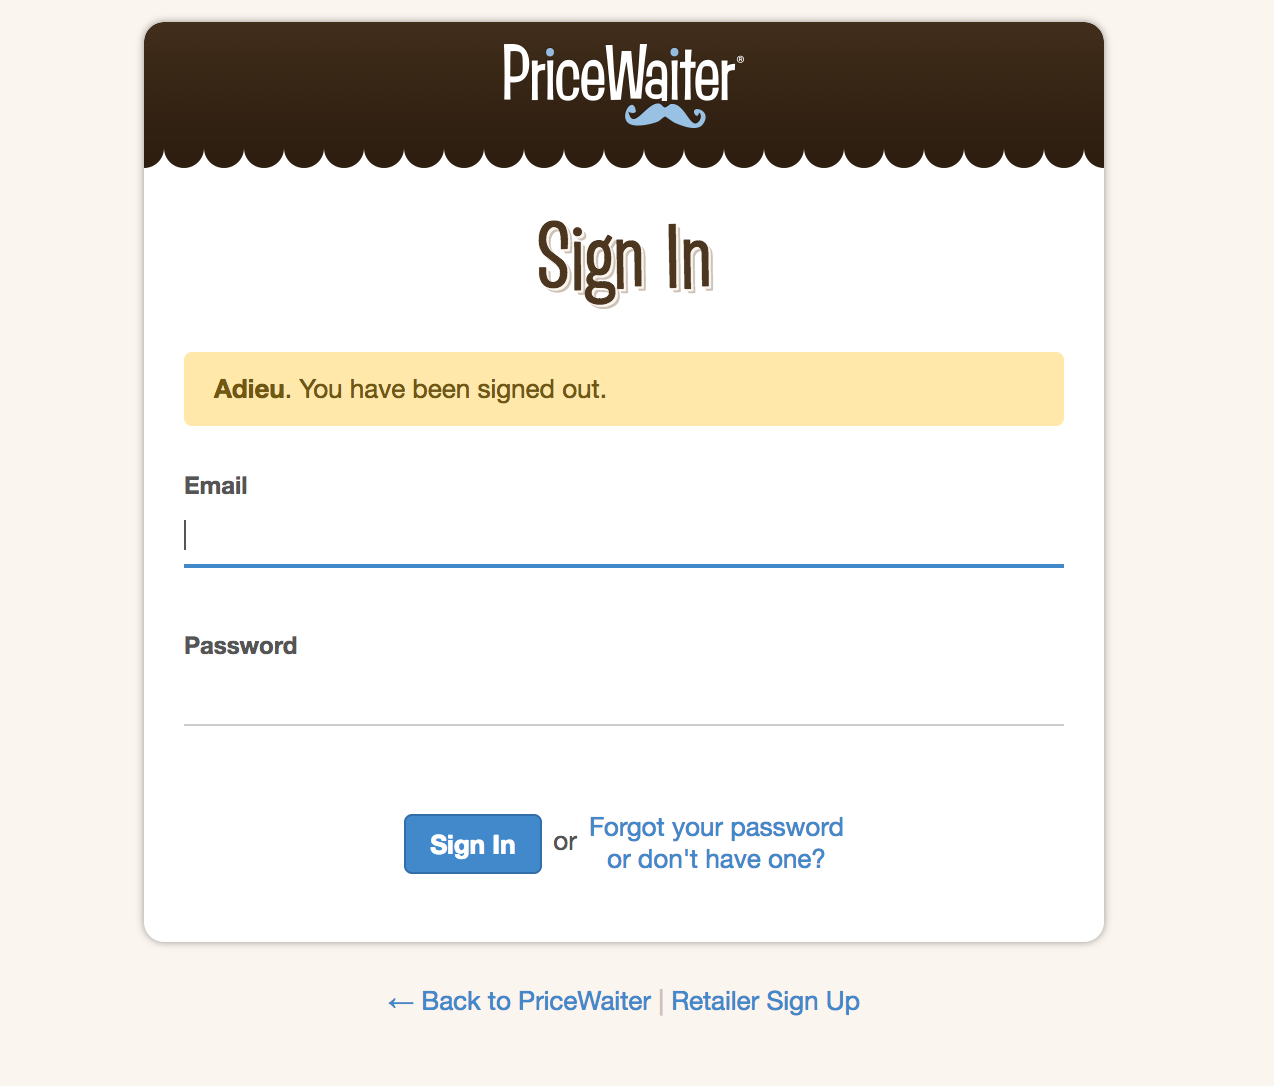 PriceWaiter®
Sign In
Adieu. You have been signed out.
Email
Password
Sign In or Forgot your password
or don't have one?
← Back to PriceWaiter | Retailer Sign Up